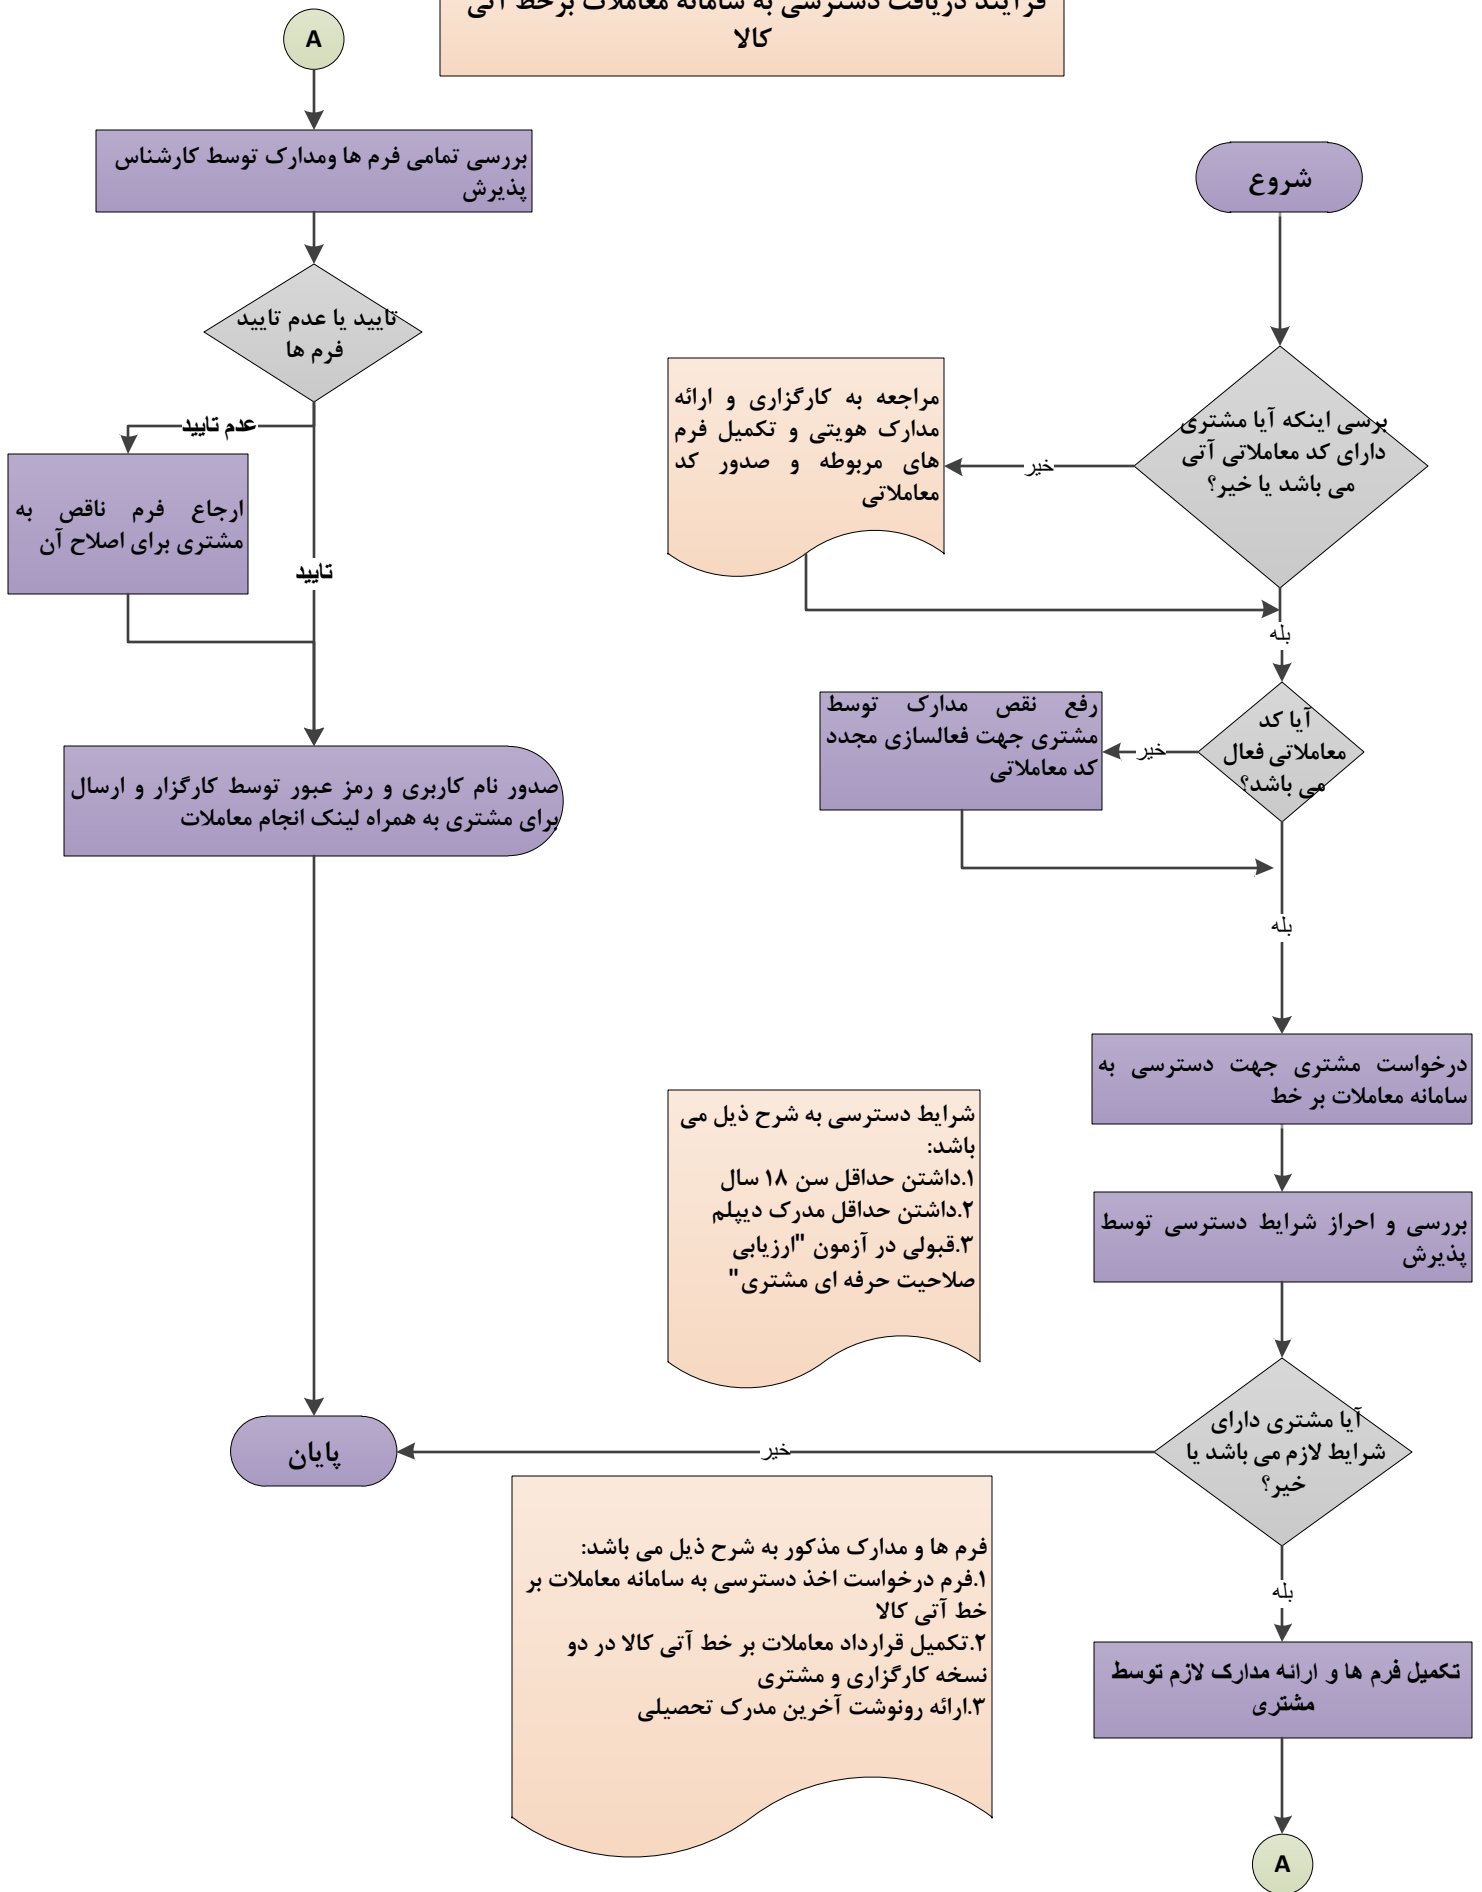 فرآیند دریافت دسترسی به سامانه معاملات برخط آتی
کالا
شروع
برسی اینکه آیا مشتری
دارای کد معاملاتی آتی
می باشد یا خیر؟
خیر
مراجعه به کارگزاری و ارائه
مدارک هویتی و تکمیل فرم
های مربوطه و صدور کد
معاملاتی
بله
آیا کد
معاملاتی فعال
می باشد؟
خیر
رفع نقص مدارک توسط
مشتری جهت فعالسازی مجدد
کد معاملاتی
بله
درخواست مشتری جهت دسترسی به
سامانه معاملات بر خط
بررسی و احراز شرایط دسترسی توسط
پذیرش
شرایط دسترسی به شرح ذیل می
باشد:
۱.داشتن حداقل سن ۱۸ سال
۲.داشتن حداقل مدرک دیپلم
۳.قبولی در آزمون "ارزیابی
صلاحیت حرفه ای مشتری"
آیا مشتری دارای
شرایط لازم می باشد یا
خیر؟
خیر
بله
تکمیل فرم ها و ارائه مدارک لازم توسط
مشتری
فرم ها و مدارک مذکور به شرح ذیل می باشد:
۱.فرم درخواست اخذ دسترسی به سامانه معاملات بر
خط آتی کالا
۲.تکمیل قرارداد معاملات بر خط آتی کالا در دو
نسخه کارگزاری و مشتری
۳.ارائه رونوشت آخرین مدرک تحصیلی
A
A
بررسی تمامی فرم ها ومدارک توسط کارشناس
پذیرش
تایید یا عدم تایید
فرم ها
عدم تایید
ارجاع فرم ناقص به
مشتری برای اصلاح آن
تایید
صدور نام کاربری و رمز عبور توسط کارگزار و ارسال
برای مشتری به همراه لینک انجام معاملات
پایان